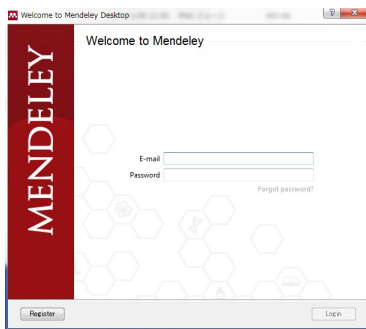 Welcome to Mendeley Desktop
Welcome to Mendeley
MENDELEY
E-mail
Password
Forgot password?
Register
Login